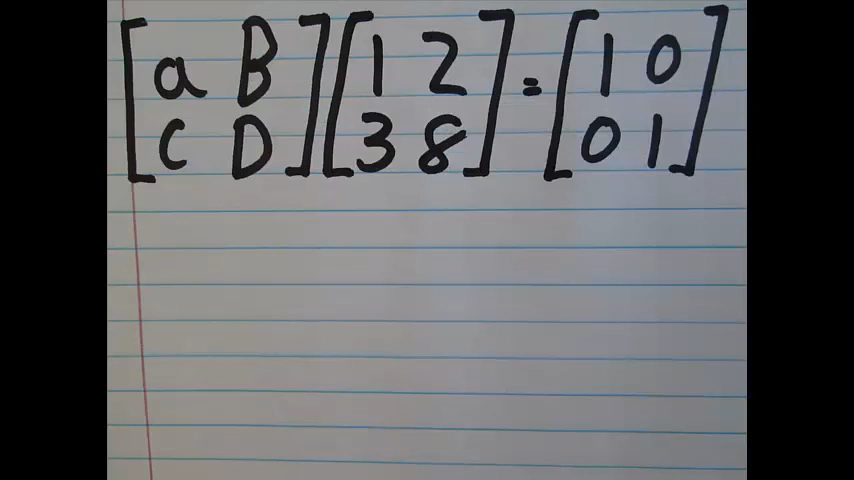 [a B] [1 2] = [1 0]
[C D] [3 8] [0 1]